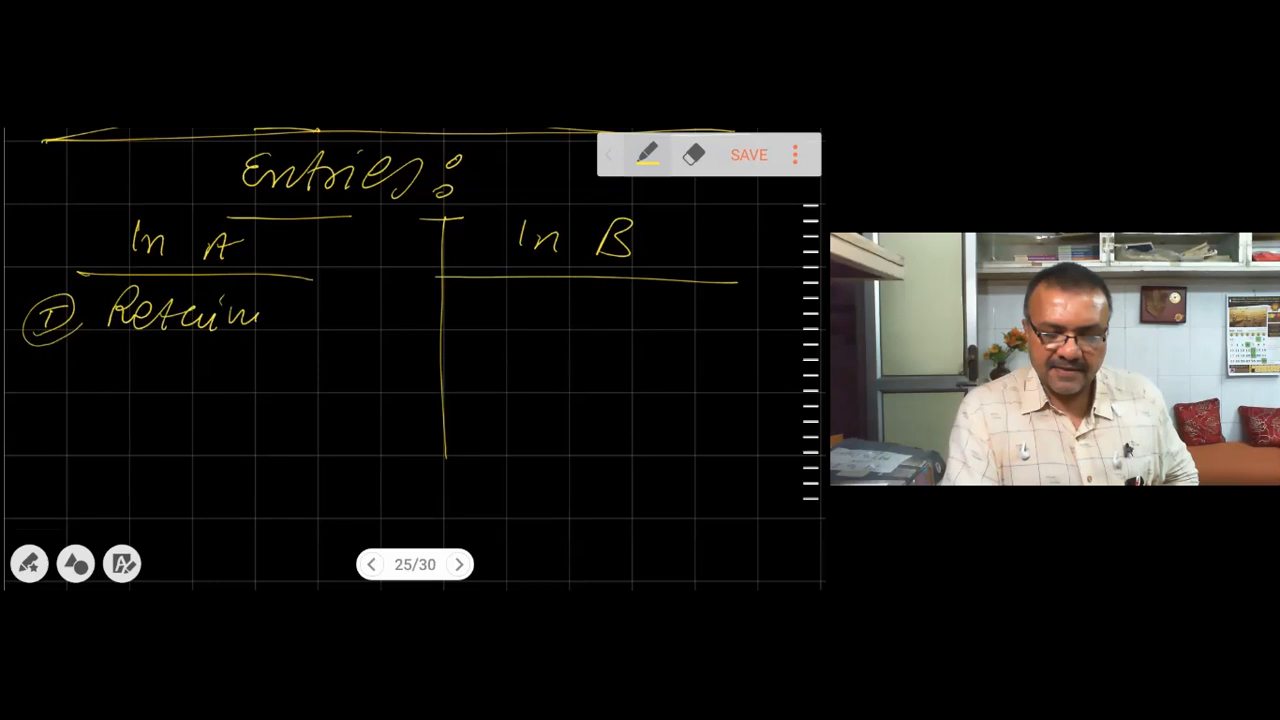 SAVE
Entries:
In A In B
① Retain
25/30